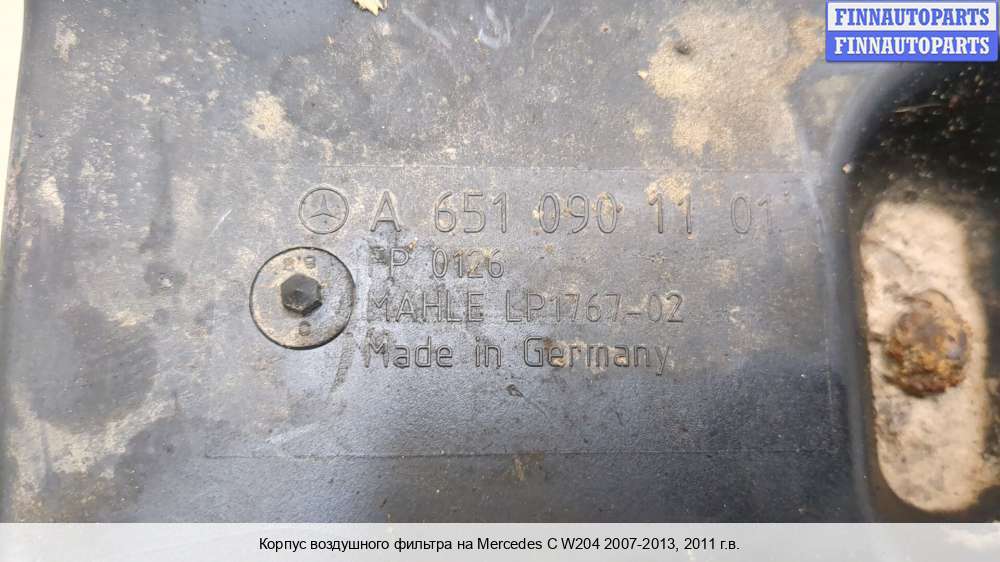 FINNAUTOPARTS
FINNAUTOPARTS
A 651 090 11 01
FP 0126
MAHLE LP1767-02
Made in Germany
Корпус воздушного фильтра на Mercedes C W204 2007-2013, 2011 г.в.